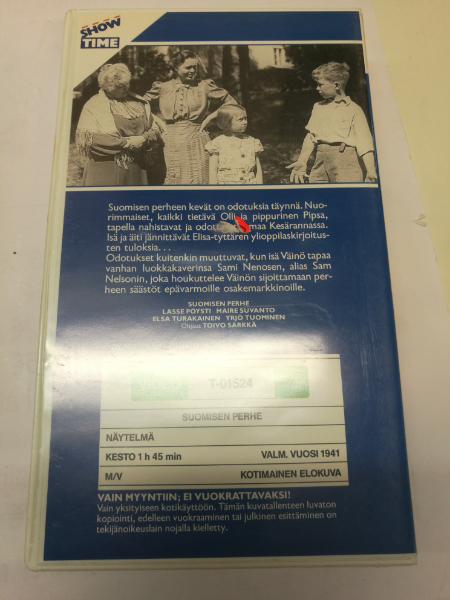 SHOW
TIME
Suomisen perheen kevät on odotuksia täynnä. Nuo-
rimmaiset, kaikki tietävä Olli ja pippurinen Pipsa,
tapella nahistavat ja maa Kesärannassa.
Isä ja äiti jännittävät Elisa-tyttären ylioppilaskirjoitus-
ten tuloksia. . .
Odotukset kuitenkin muuttuvat, kun isä Väinö tapaa
vanhan luokkakaverinsa Sami Nenosen, alias Sam
Nelsonin, joka houkuttelee Väinön sijoittamaan per-
heen säästöt epävarmoille osakemarkkinoille.
SUOMISEN PERHE
LASSE PÖYSTI MAIRE SUVANTO
ELSA TURAKAINEN YRJÖ TUOMINEN
Ohjaus TOIVO SÄRKKÄ
T-01524
SUOMISEN PERHE
NÄYTELMÄ
KESTO 1 h 45 min VALM. VUOSI 1941
M/V KOTIMAINEN ELOKUVA
VAIN MYYNTIIN; EI VUOKRATTAVAKSI!
Vain yksityiseen kotikäyttöön. Tämän kuvatallenteen luvaton
kopiointi, edelleen vuokraaminen tai julkinen esittäminen on
tekijänoikeuslain nojalla kielletty.